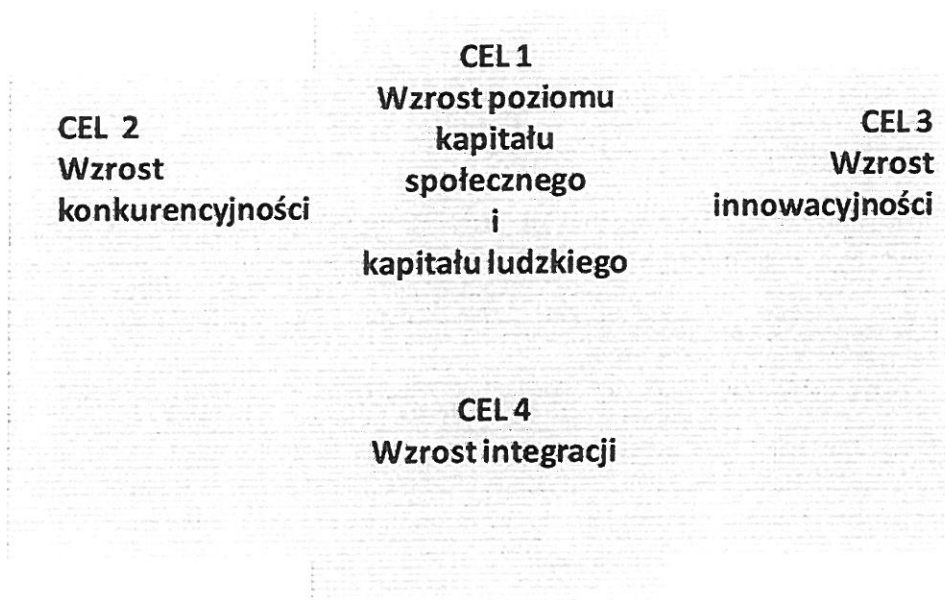 CEL 1
Wzrost poziomu
kapitału
społecznego
i
kapitału ludzkiego
CEL 2
Wzrost
konkurencyjności
CEL 3
Wzrost
innowacyjności
CEL 4
Wzrost integracji